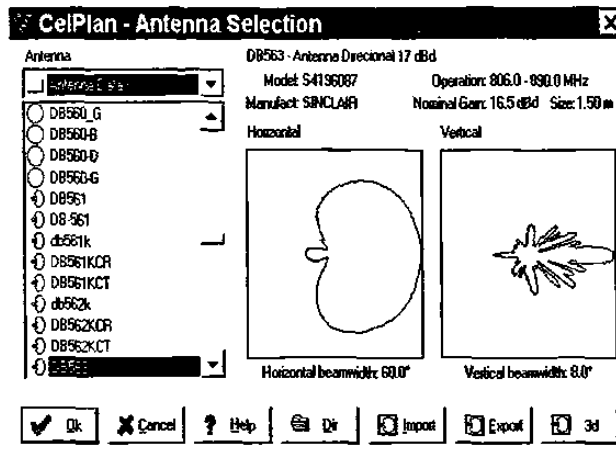 CelPlan - Antenna Selection
Antenna
DB563 - Antenna Direcional 17 dBd
Model: S4196087
Operation: 806.0 - 890.0 MHz
Manufact: SINCLAIR
Nominal Gain: 16.5 dBd Size: 1.50 m
Horizontal
Vertical
DB560_G
DB560-B
DB560-D
DB560-G
DB561
DB-561
db561k
DB561KCR
DB561KCT
db562k
DB562KCR
DB562KCT
Horizontal beamwidth: 60.0°
Vertical beamwidth: 8.0°
Ok
Cancel
Help
Dir
Import
Export
3d